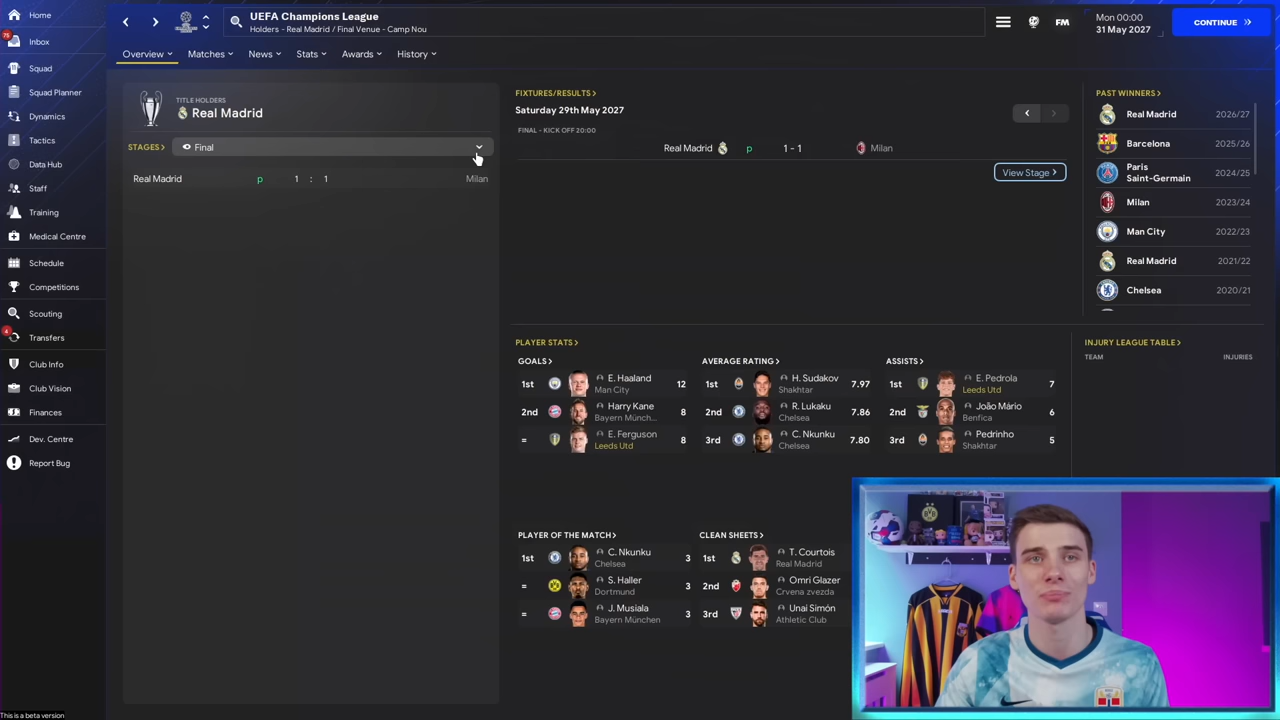 Home
75
Inbox
Squad
Squad Planner
Dynamics
Tactics
Data Hub
Staff
Training
Medical Centre
Schedule
Competitions
Scouting
4
Transfers
Club Info
Club Vision
Finances
Dev. Centre
Report Bug
This is a beta version
UEFA Champions League
Holders - Real Madrid / Final Venue - Camp Nou
FM
Mon 00:00
31 May 2027
CONTINUE
Overview
Matches
News
Stats
Awards
History
TITLE HOLDERS
Real Madrid
STAGES
Final
Real Madrid p 1 : 1 Milan
FIXTURES/RESULTS
Saturday 29th May 2027
FINAL - KICK OFF 20:00
Real Madrid p 1 - 1 Milan
View Stage
PAST WINNERS
Real Madrid 2026/27
Barcelona 2025/26
Paris
Saint-Germain 2024/25
Milan 2023/24
Man City 2022/23
Real Madrid 2021/22
Chelsea 2020/21
PLAYER STATS
GOALS
1st E. Haaland 12
Man City
2nd Harry Kane 8
Bayern Münch...
= E. Ferguson 8
Leeds Utd
AVERAGE RATING
1st H. Sudakov 7.97
Shakhtar
2nd R. Lukaku 7.86
Chelsea
3rd C. Nkunku 7.80
Chelsea
ASSISTS
1st E. Pedrola 7
Leeds Utd
2nd João Mário 6
Benfica
3rd Pedrinho 5
Shakhtar
INJURY LEAGUE TABLE
TEAM INJURIES
PLAYER OF THE MATCH
1st C. Nkunku 3
Chelsea
= S. Haller 3
Dortmund
= J. Musiala 3
Bayern München
CLEAN SHEETS
1st T. Courtois
Real Madrid
2nd Omri Glazer
Crvena zvezda
3rd Unai Simón
Athletic Club